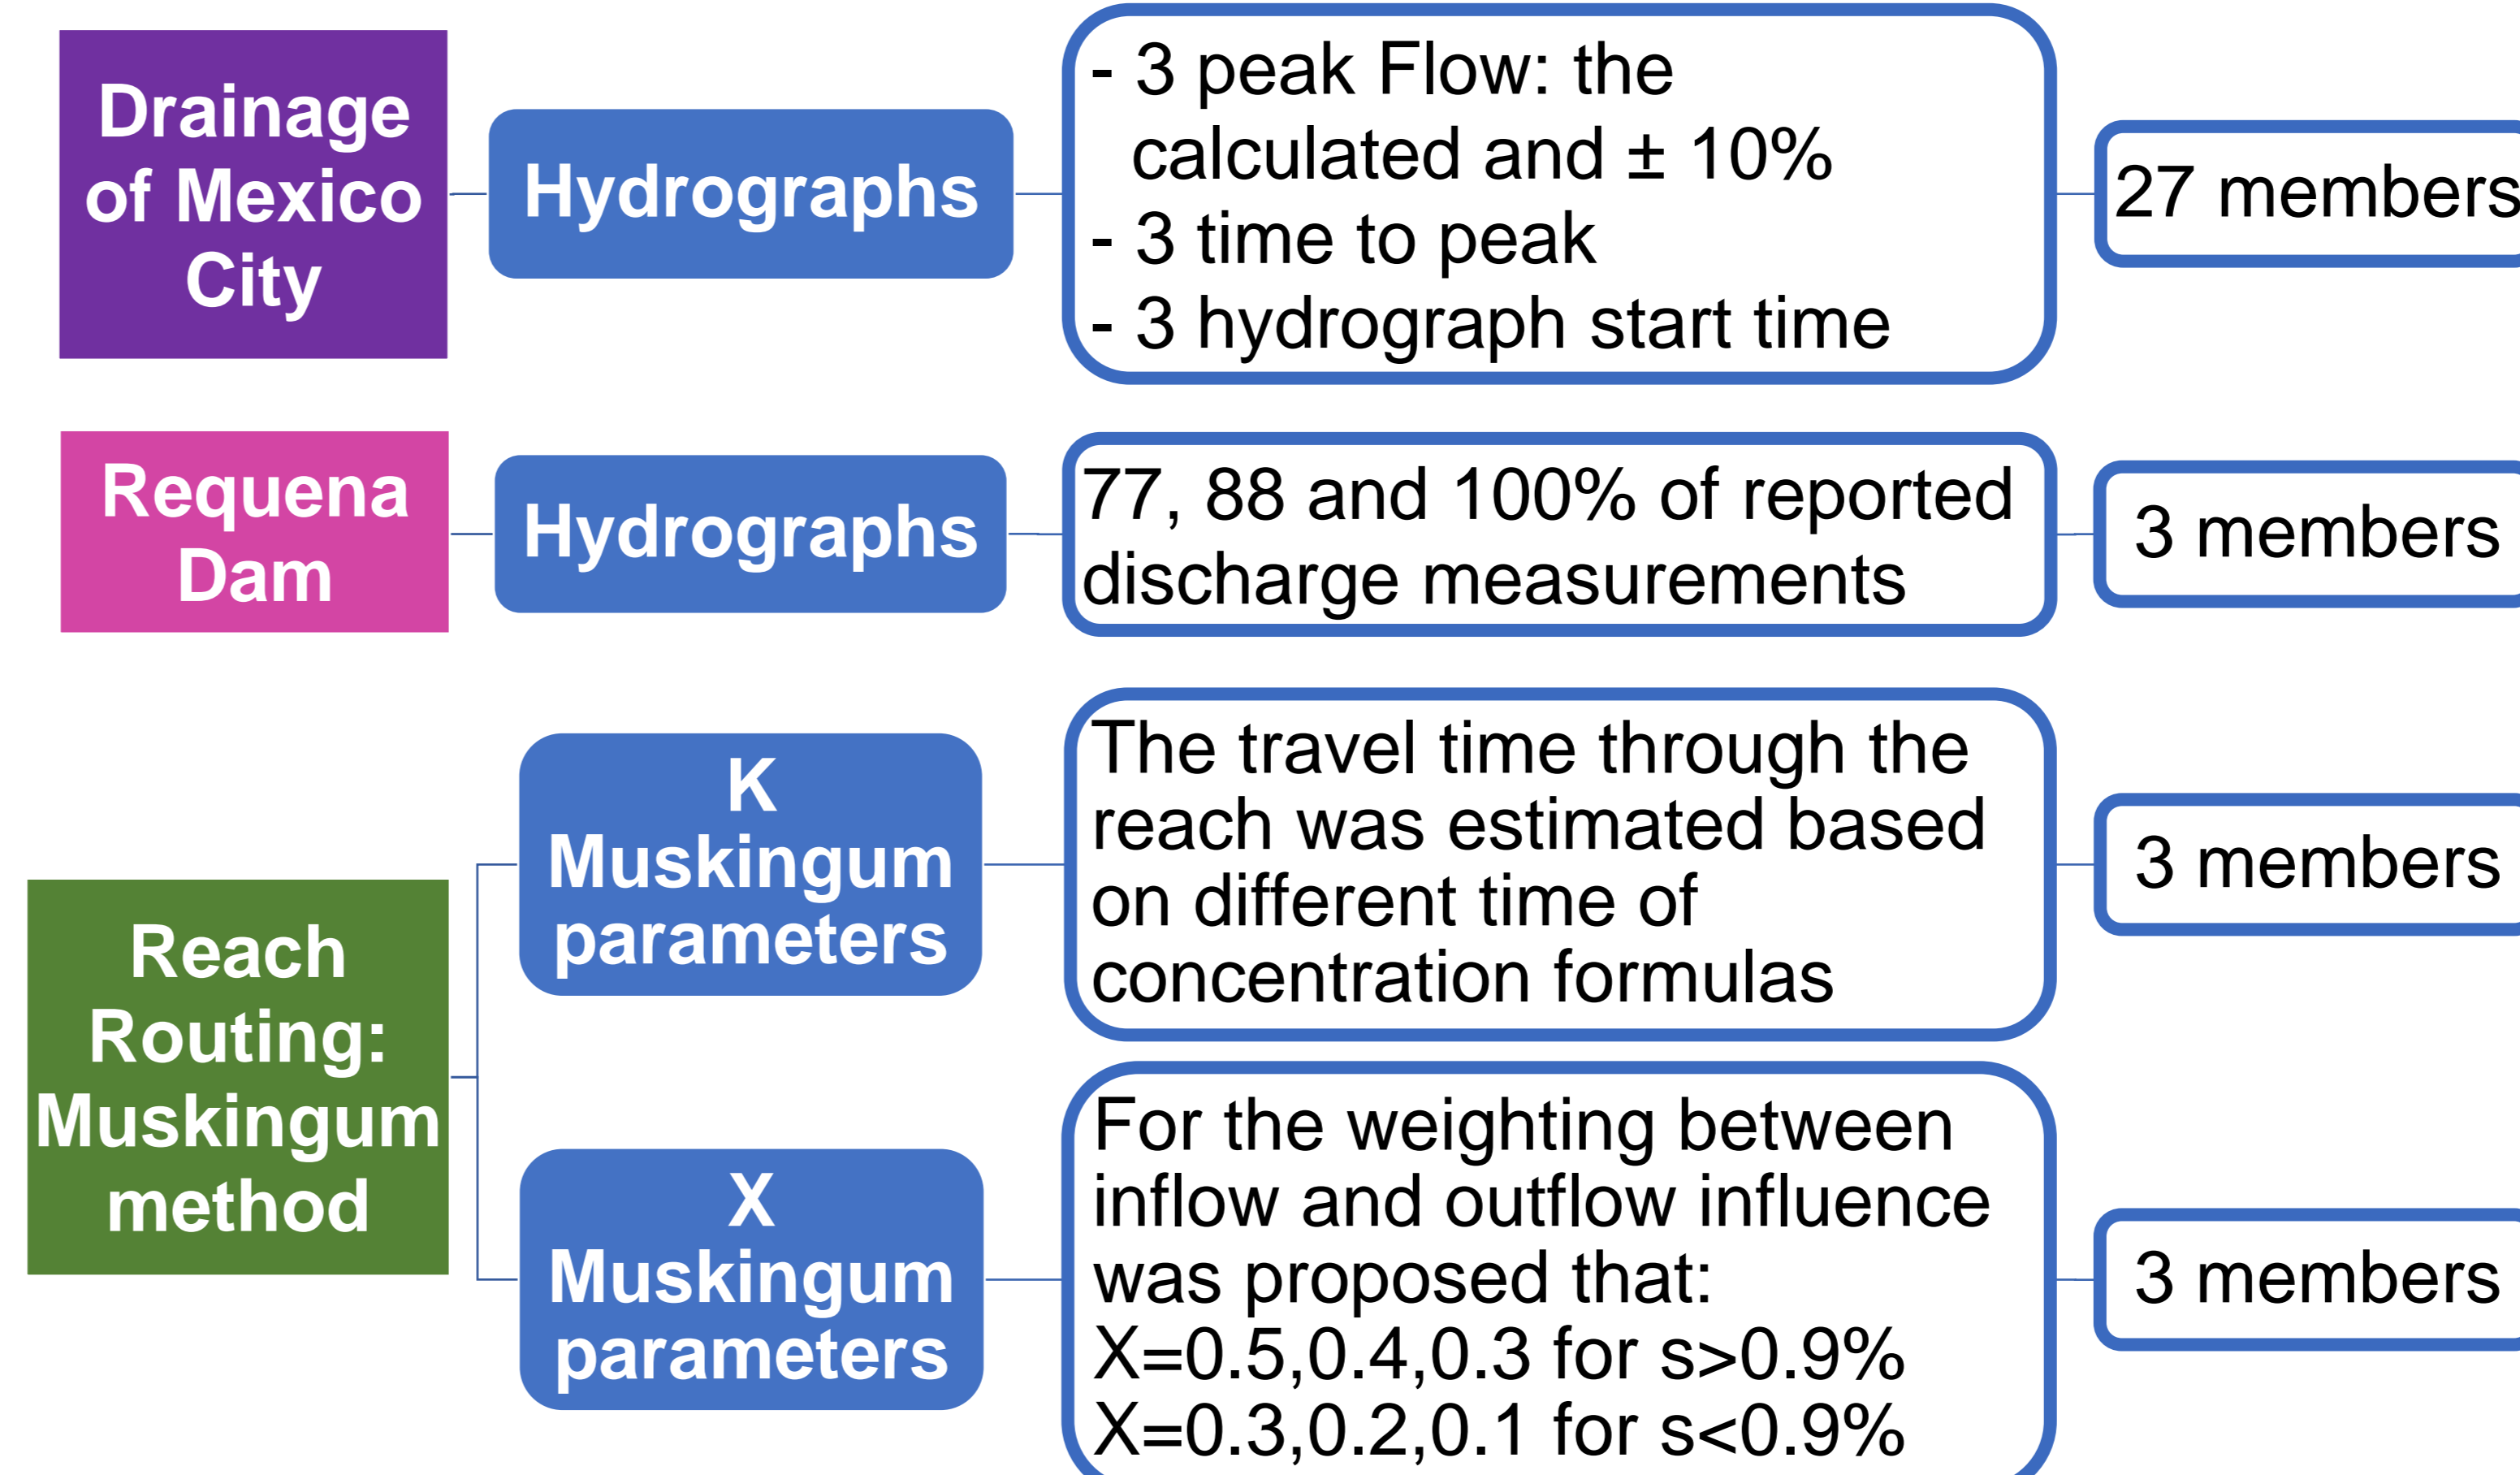 Drainage
of Mexico
City
Hydrographs
- 3 peak Flow: the
calculated and ± 10%
- 3 time to peak
- 3 hydrograph start time
27 members
Requena
Dam
Hydrographs
77, 88 and 100% of reported
discharge measurements
3 members
Reach
Routing:
Muskingum
method
K
Muskingum
parameters
The travel time through the
reach was estimated based
on different time of
concentration formulas
3 members
X
Muskingum
parameters
For the weighting between
inflow and outflow influence
was proposed that:
X=0.5,0.4,0.3 for s>0.9%
X=0.3,0.2,0.1 for s<0.9%
3 members